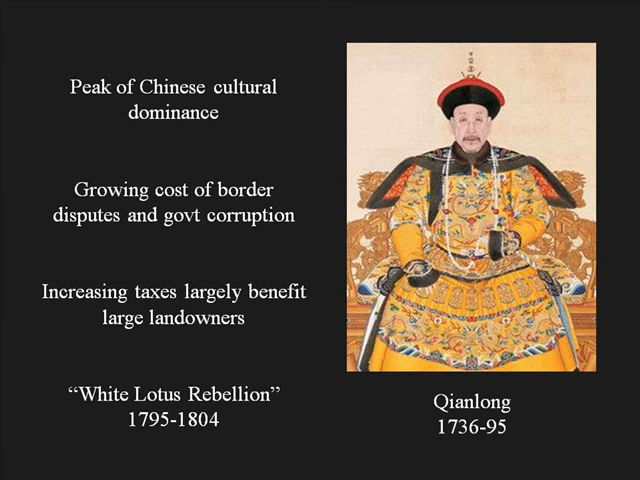 Peak of Chinese cultural
dominance
Growing cost of border
disputes and govt corruption
Increasing taxes largely benefit
large landowners
“White Lotus Rebellion”
1795-1804
Qianlong
1736-95